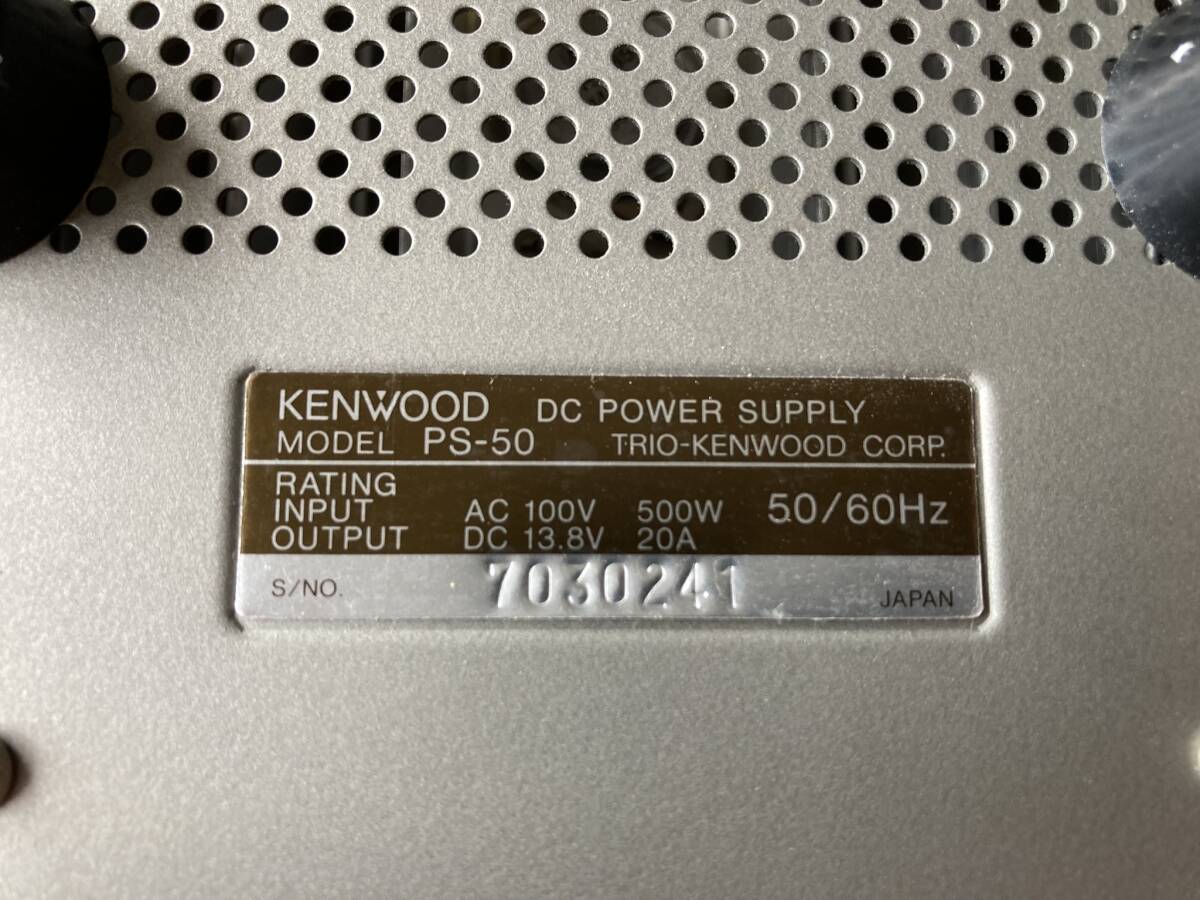 KENWOOD DC POWER SUPPLY
MODEL PS-50 TRIO-KENWOOD CORP.
RATING
INPUT AC 100V 500W 50/60Hz
OUTPUT DC 13.8V 20A
S/NO. 7030241 JAPAN